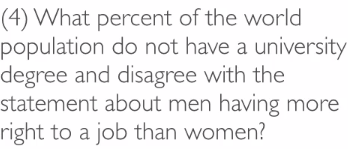 (4) What percent of the world
population do not have a university
degree and disagree with the
statement about men having more
right to a job than women?